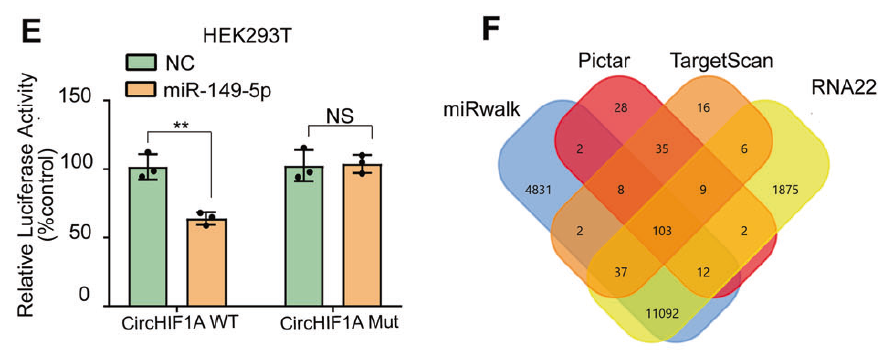 E
HEK293T
NC
miR-149-5p
Relative Luciferase Activity
(%control)
150
100
50
0
**
NS
CircHIF1A WT
CircHIF1A Mut
F
miRwalk
Pictar
TargetScan
RNA22
28
16
2
35
6
4831
8
9
1875
2
103
2
37
12
11092